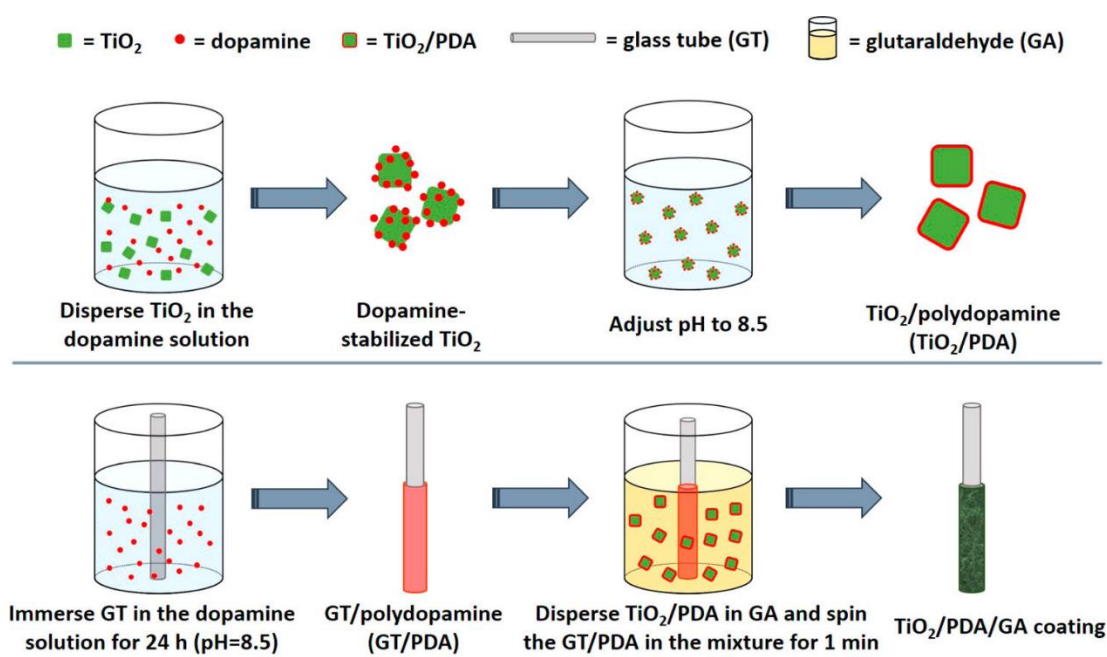 = TiO₂ = dopamine = TiO₂/PDA = glass tube (GT) = glutaraldehyde (GA)
Disperse TiO₂ in the
dopamine solution
Dopamine-
stabilized TiO₂
Adjust pH to 8.5
TiO₂/polydopamine
(TiO₂/PDA)
Immerse GT in the dopamine
solution for 24 h (pH=8.5)
GT/polydopamine
(GT/PDA)
Disperse TiO₂/PDA in GA and spin
the GT/PDA in the mixture for 1 min
TiO₂/PDA/GA coating